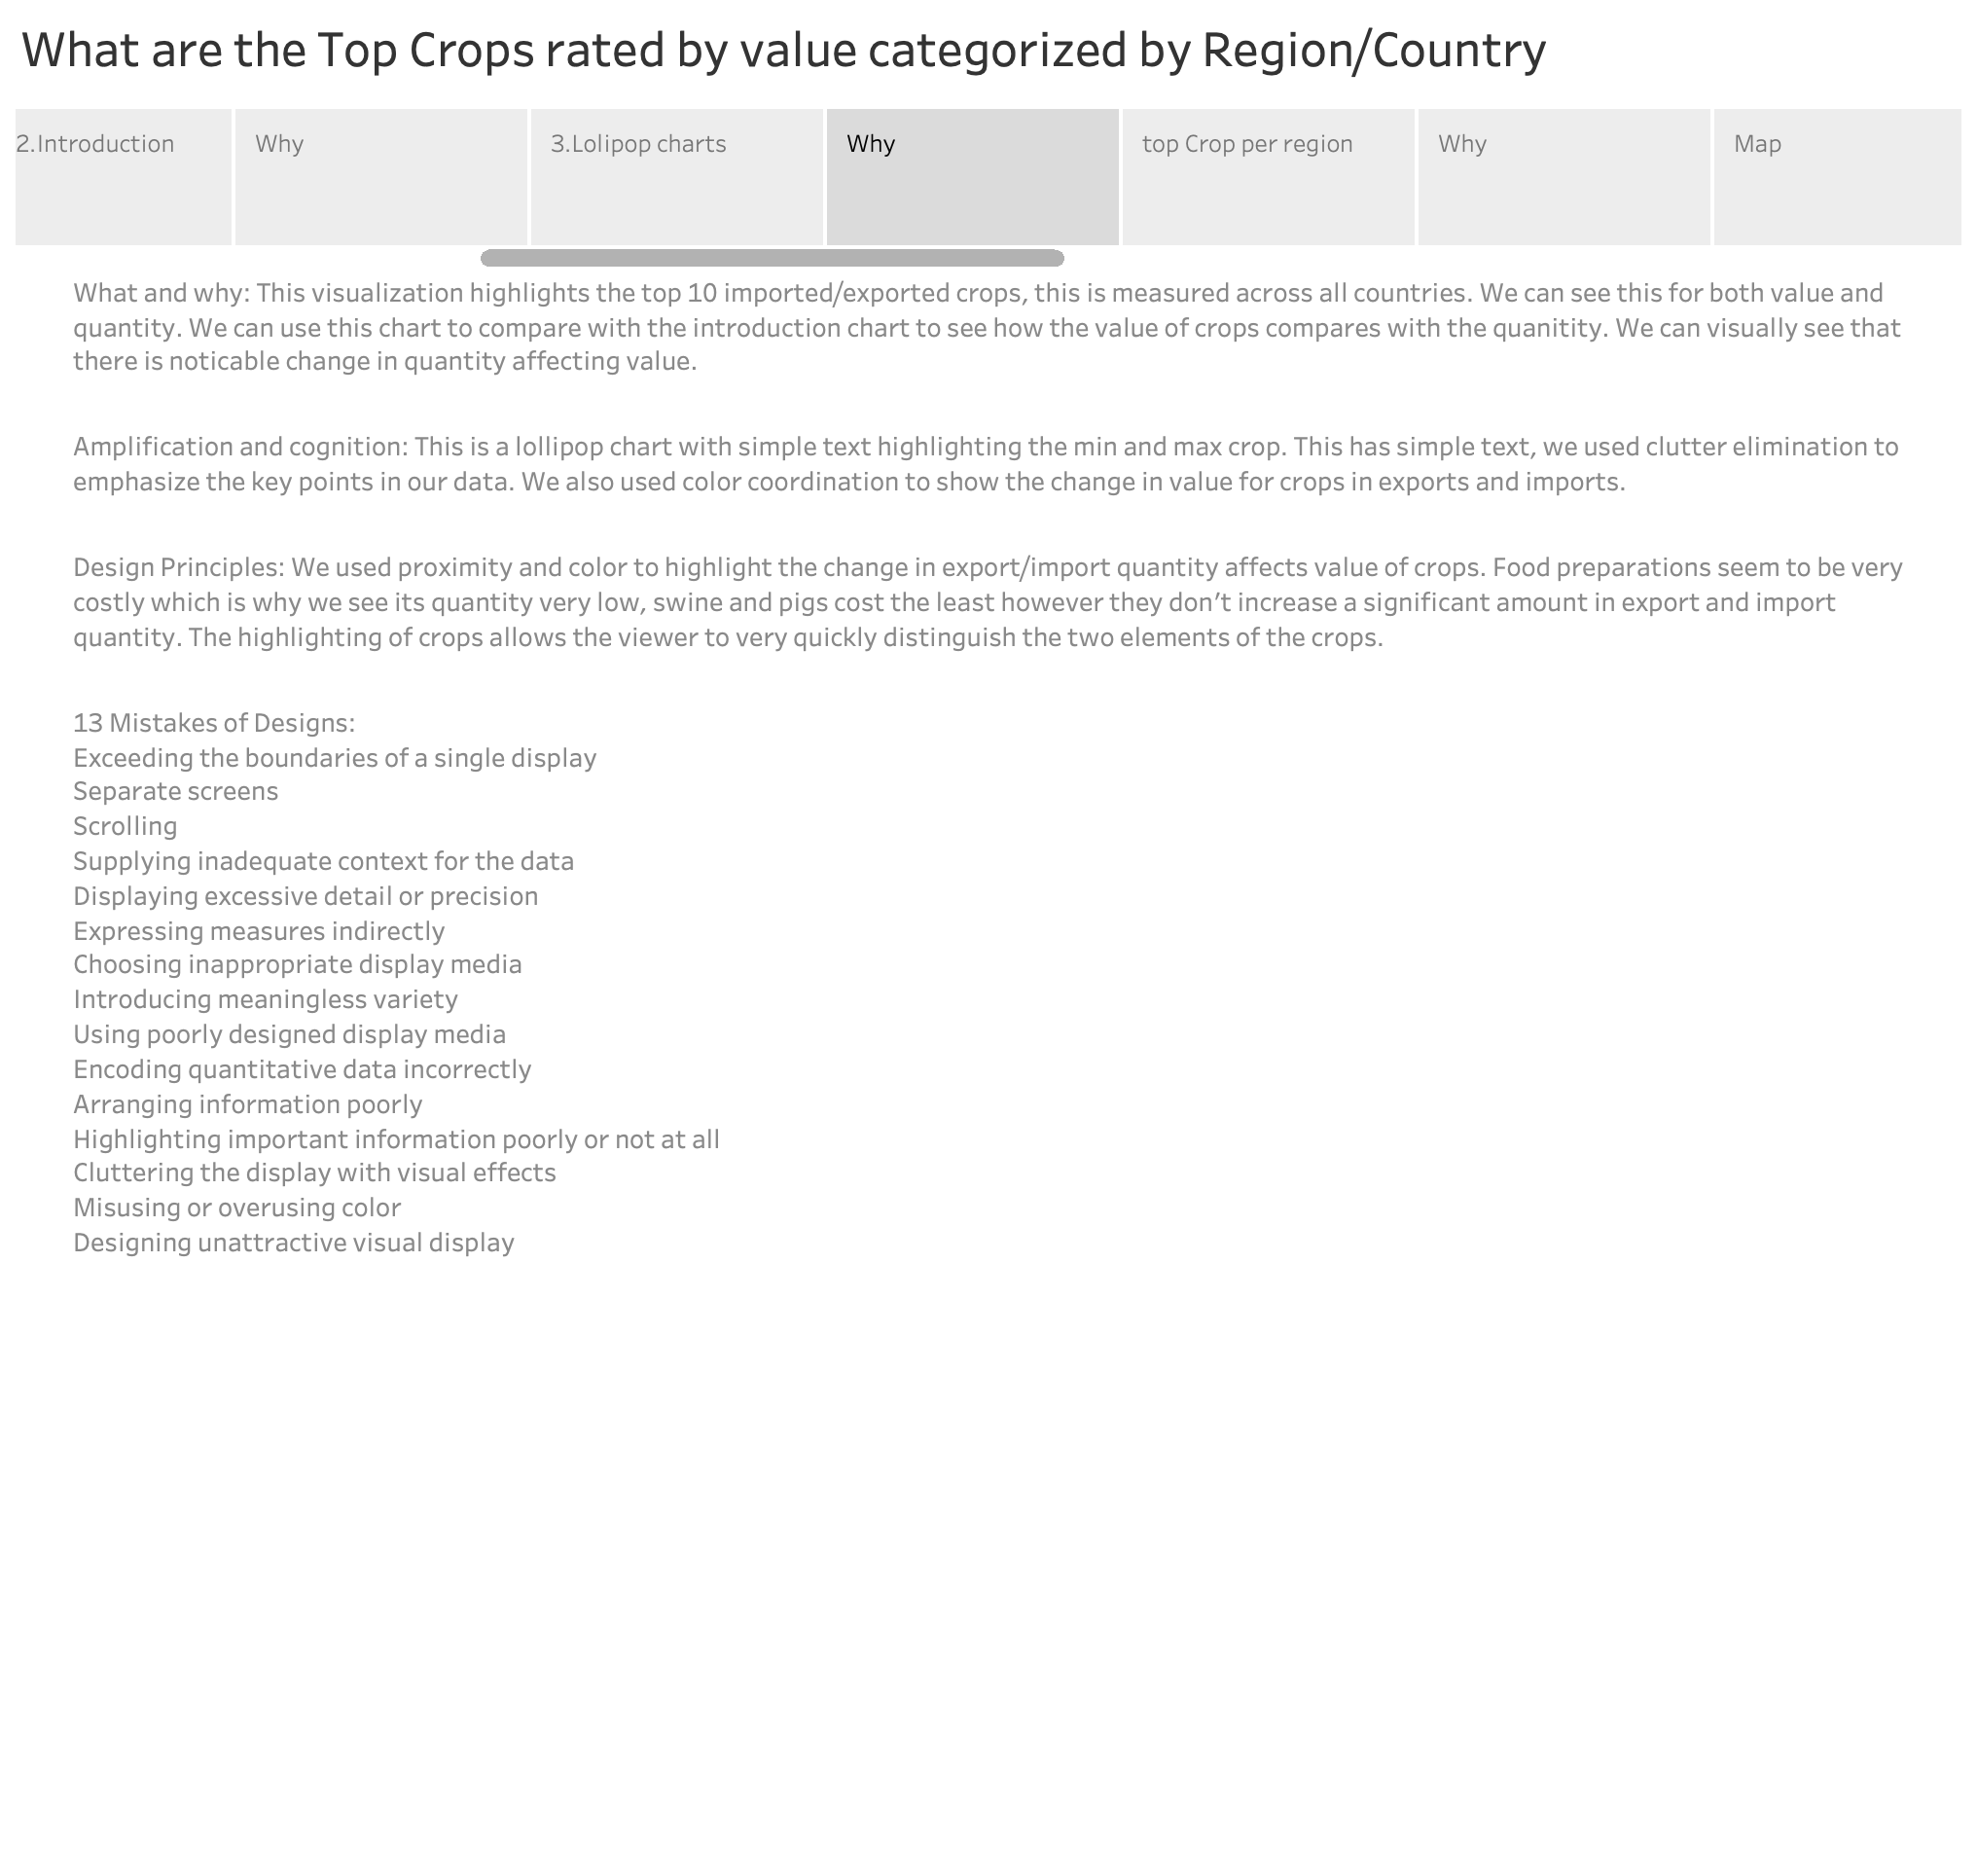 What are the Top Crops rated by value categorized by Region/Country
2.Introduction
Why
3.Lolipop charts
Why
top Crop per region
Why
Map
What and why: This visualization highlights the top 10 imported/exported crops, this is measured across all countries. We can see this for both value and
quantity. We can use this chart to compare with the introduction chart to see how the value of crops compares with the quanitity. We can visually see that
there is noticable change in quantity affecting value.
Amplification and cognition: This is a lollipop chart with simple text highlighting the min and max crop. This has simple text, we used clutter elimination to
emphasize the key points in our data. We also used color coordination to show the change in value for crops in exports and imports.
Design Principles: We used proximity and color to highlight the change in export/import quantity affects value of crops. Food preparations seem to be very
costly which is why we see its quantity very low, swine and pigs cost the least however they don’t increase a significant amount in export and import
quantity. The highlighting of crops allows the viewer to very quickly distinguish the two elements of the crops.
13 Mistakes of Designs:
Exceeding the boundaries of a single display
Separate screens
Scrolling
Supplying inadequate context for the data
Displaying excessive detail or precision
Expressing measures indirectly
Choosing inappropriate display media
Introducing meaningless variety
Using poorly designed display media
Encoding quantitative data incorrectly
Arranging information poorly
Highlighting important information poorly or not at all
Cluttering the display with visual effects
Misusing or overusing color
Designing unattractive visual display